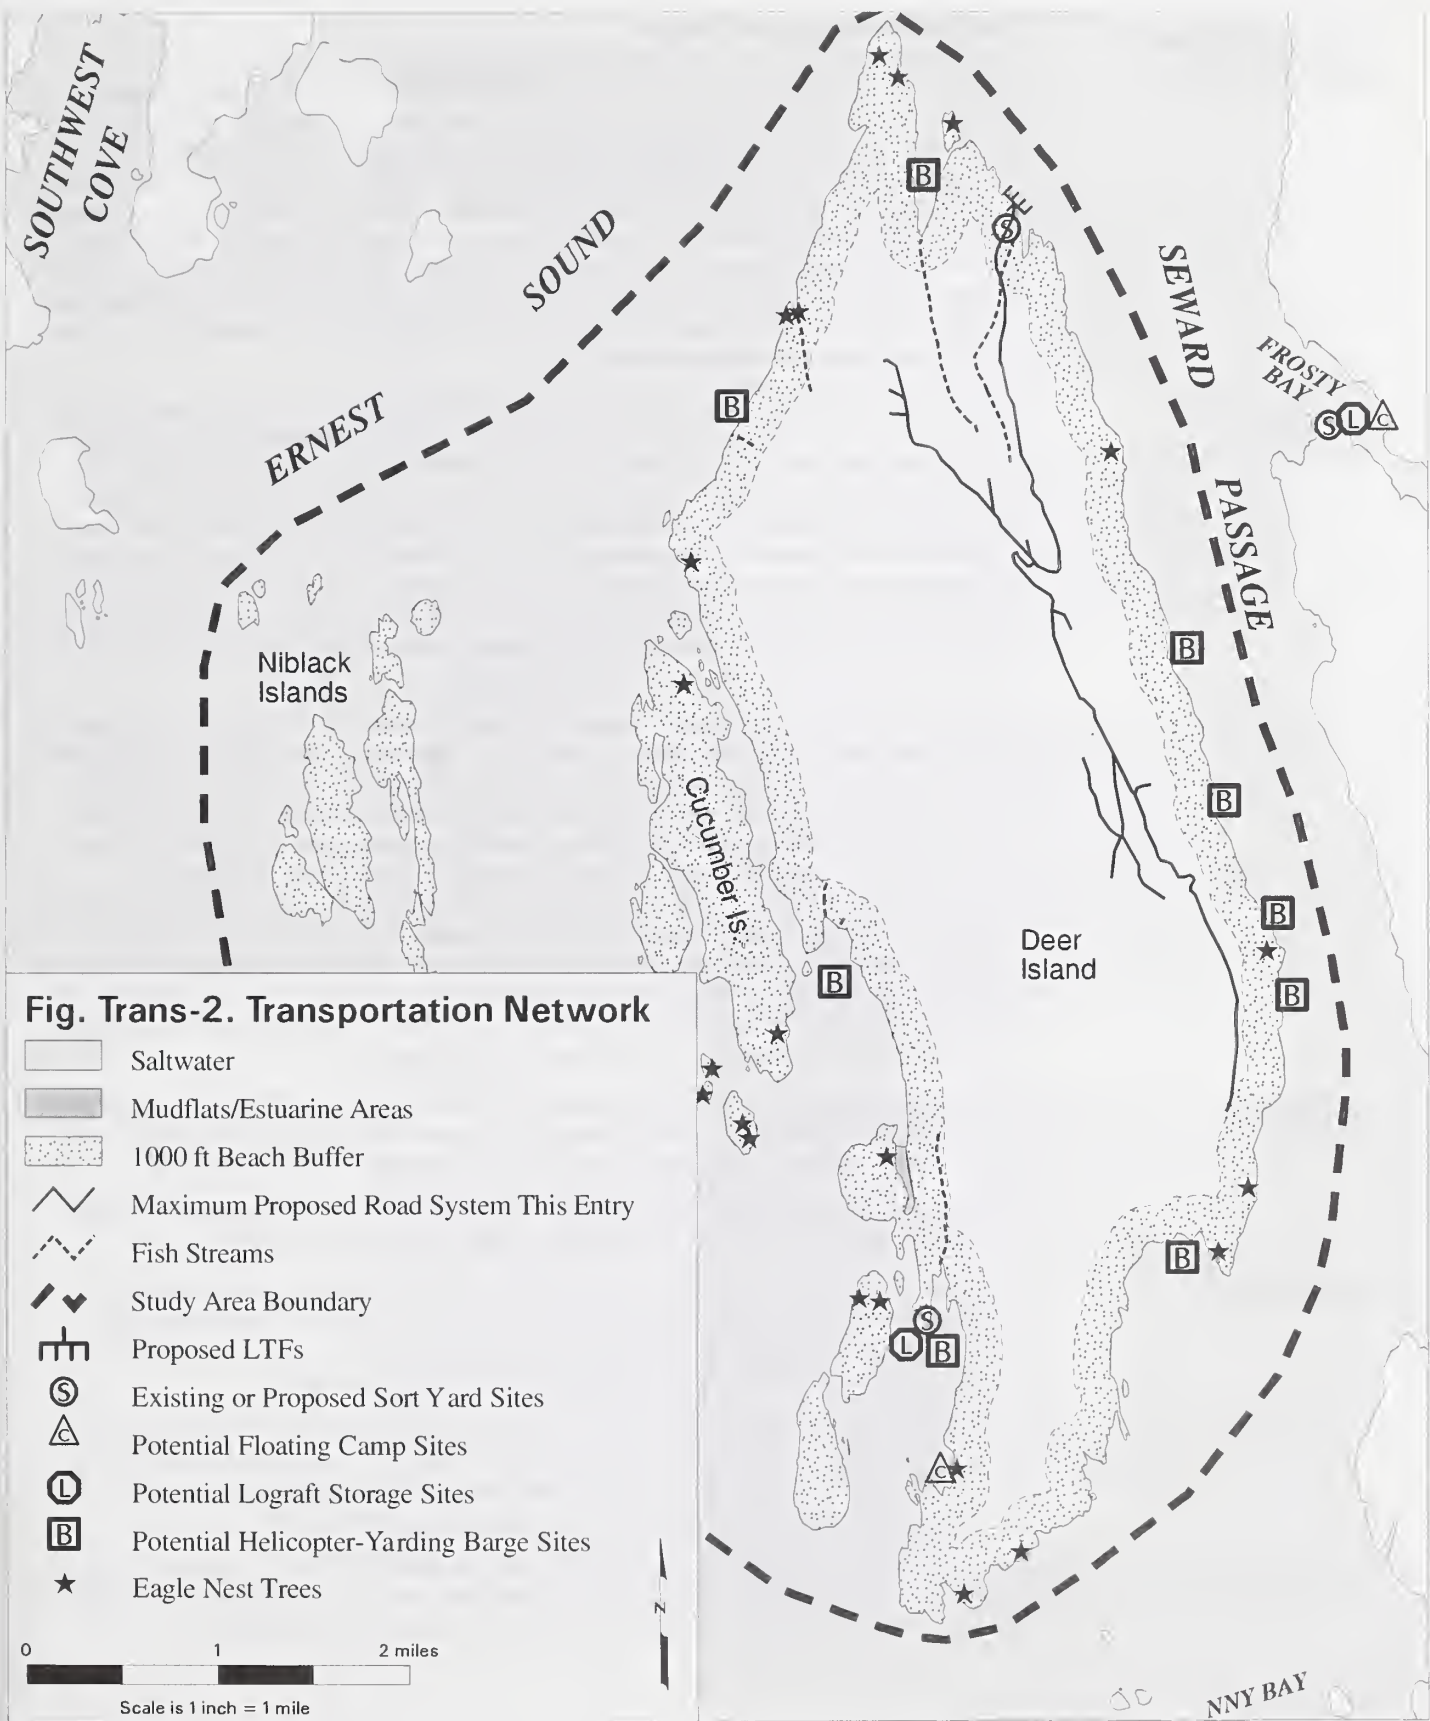 SOUTHWEST
COVE
SOUND
ERNEST
SEWARD
PASSAGE
FROSTY
BAY
B
S
B
S
L
C
B
B
B
B
B
B
S
L
B
C
Niblack
Islands
Cucumber Is.
Deer
Island
Fig. Trans-2. Transportation Network
Saltwater
Mudflats/Estuarine Areas
1000 ft Beach Buffer
Maximum Proposed Road System This Entry
Fish Streams
Study Area Boundary
Proposed LTFs
S Existing or Proposed Sort Yard Sites
C Potential Floating Camp Sites
L Potential Lograft Storage Sites
B Potential Helicopter-Yarding Barge Sites
Eagle Nest Trees
N
0 1 2 miles
Scale is 1 inch = 1 mile
NNY BAY